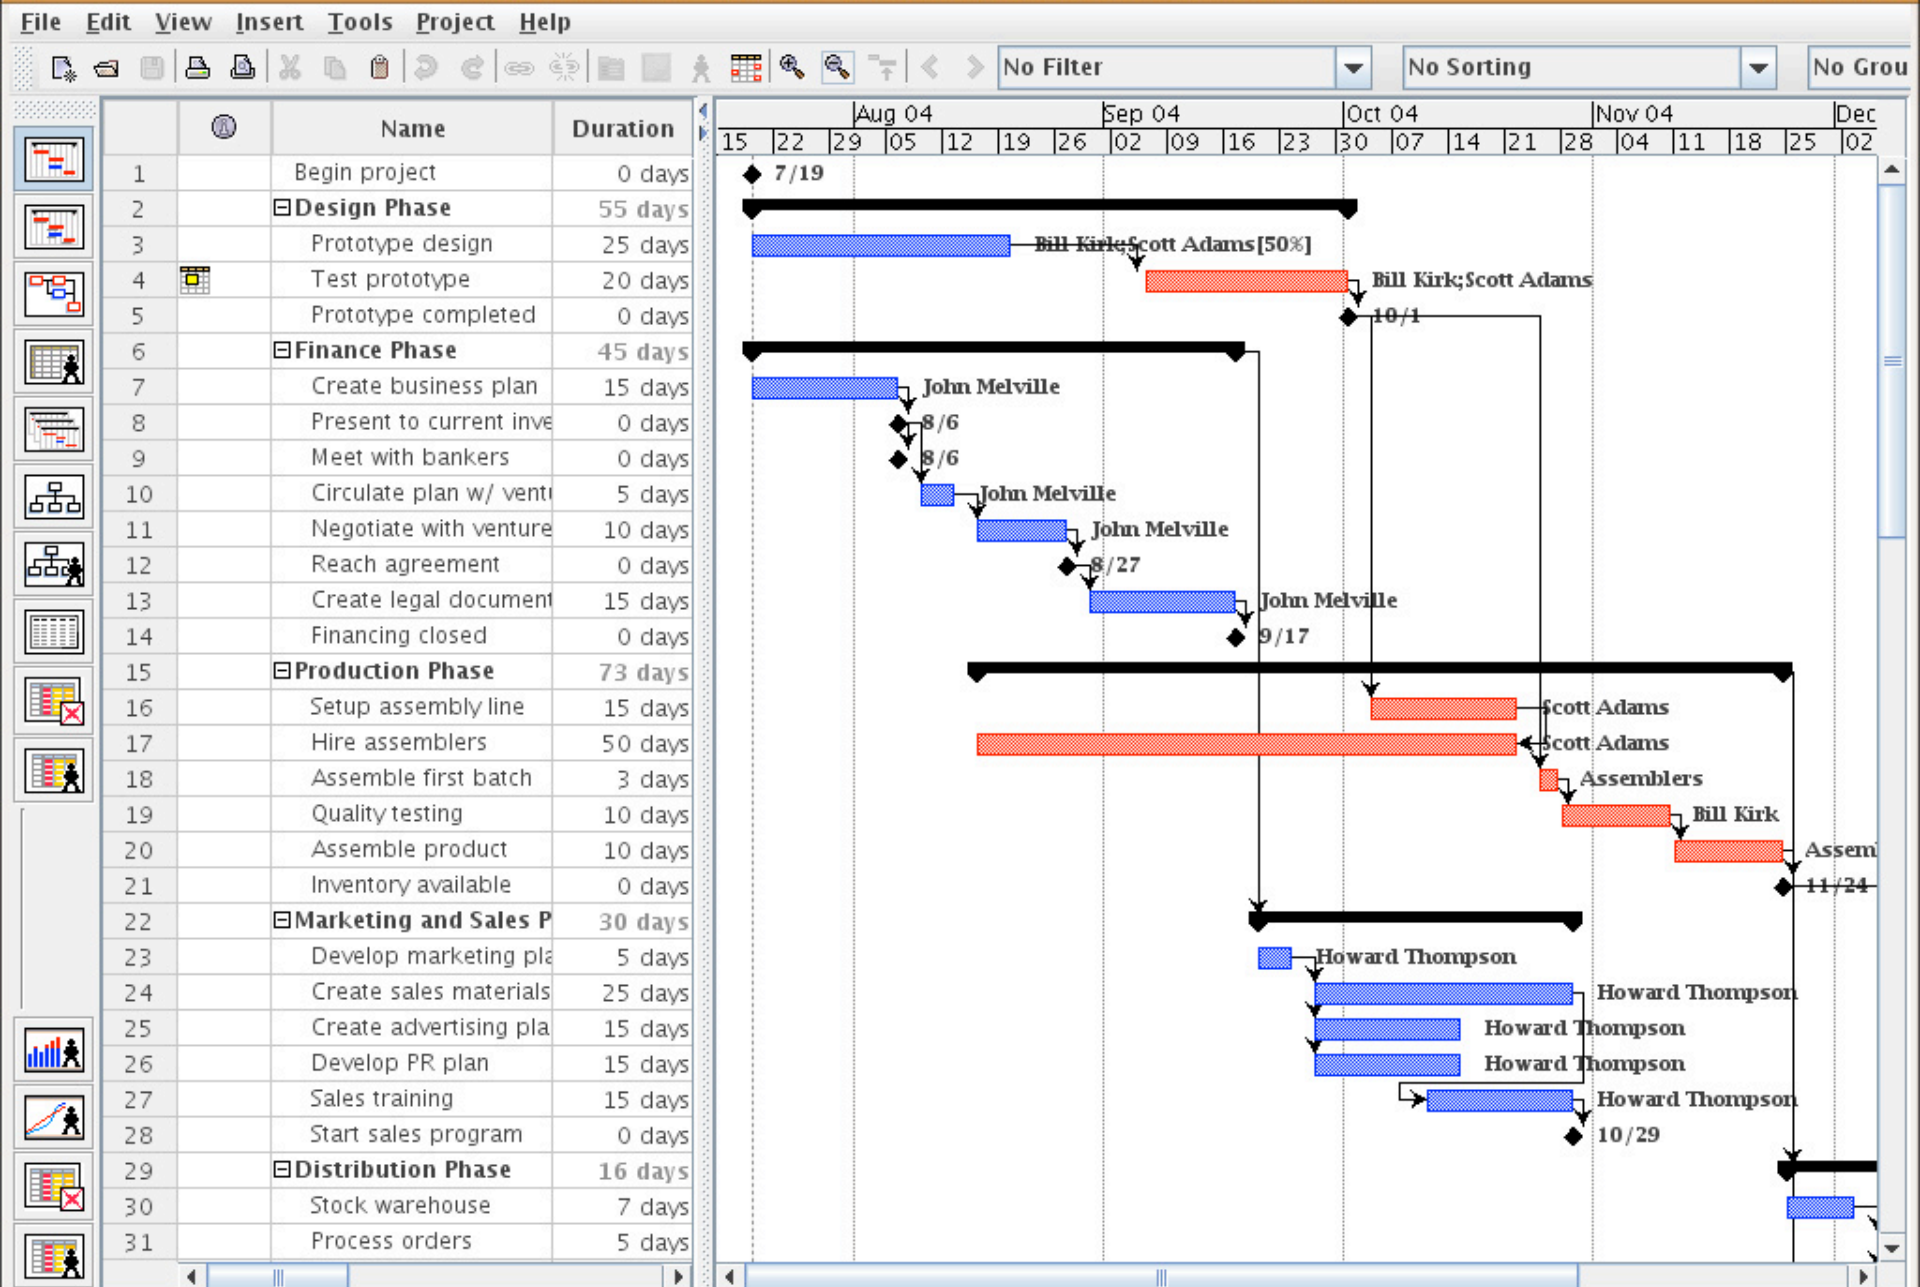 File Edit View Insert Tools Project Help
No Filter No Sorting No Grou
Name Duration
Aug 04 Sep 04 Oct 04 Nov 04 Dec
15 22 29 05 12 19 26 02 09 16 23 30 07 14 21 28 04 11 18 25 02
1 Begin project 0 days 7/19
2 Design Phase 55 days
3 Prototype design 25 days Bill Kirk;Scott Adams[50%]
4 Test prototype 20 days Bill Kirk;Scott Adams
5 Prototype completed 0 days 10/1
6 Finance Phase 45 days
7 Create business plan 15 days John Melville
8 Present to current inve 0 days 8/6
9 Meet with bankers 0 days 8/6
10 Circulate plan w/ ventu 5 days John Melville
11 Negotiate with venture 10 days John Melville
12 Reach agreement 0 days 8/27
13 Create legal document 15 days John Melville
14 Financing closed 0 days 9/17
15 Production Phase 73 days
16 Setup assembly line 15 days Scott Adams
17 Hire assemblers 50 days Scott Adams
18 Assemble first batch 3 days Assemblers
19 Quality testing 10 days Bill Kirk
20 Assemble product 10 days Assem
21 Inventory available 0 days 11/24
22 Marketing and Sales P 30 days
23 Develop marketing pla 5 days Howard Thompson
24 Create sales materials 25 days Howard Thompson
25 Create advertising pla 15 days Howard Thompson
26 Develop PR plan 15 days Howard Thompson
27 Sales training 15 days Howard Thompson
28 Start sales program 0 days 10/29
29 Distribution Phase 16 days
30 Stock warehouse 7 days
31 Process orders 5 days